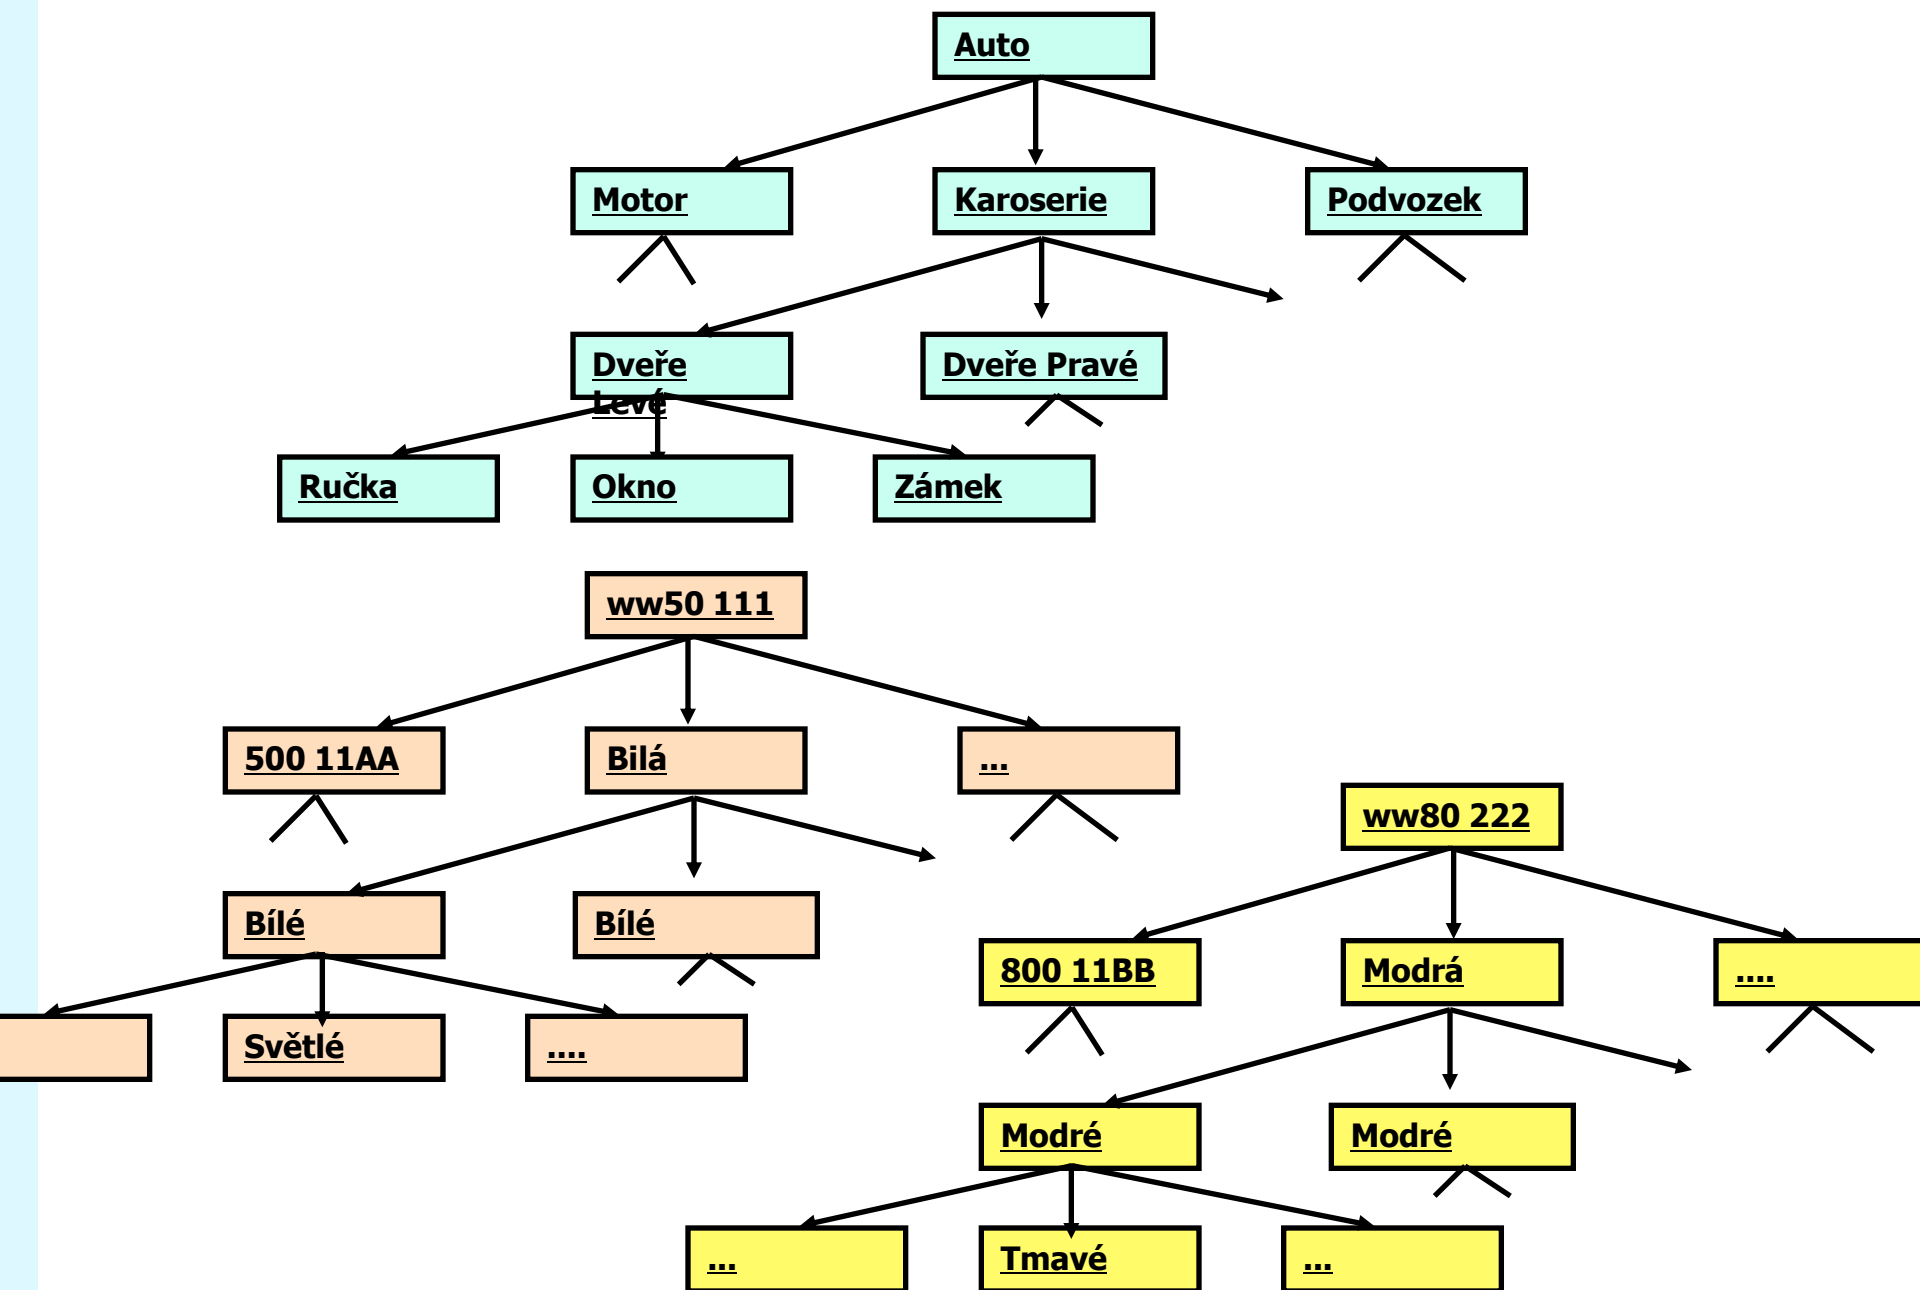 Auto
Motor
Karoserie
Podvozek
Dveře
Levé
Dveře Pravé
Ručka
Okno
Zámek
ww50 111
500 11AA
Bilá
...
ww80 222
Bílé
Bílé
800 11BB
Modrá
....
Světlé
....
Modré
Modré
...
Tmavé
...